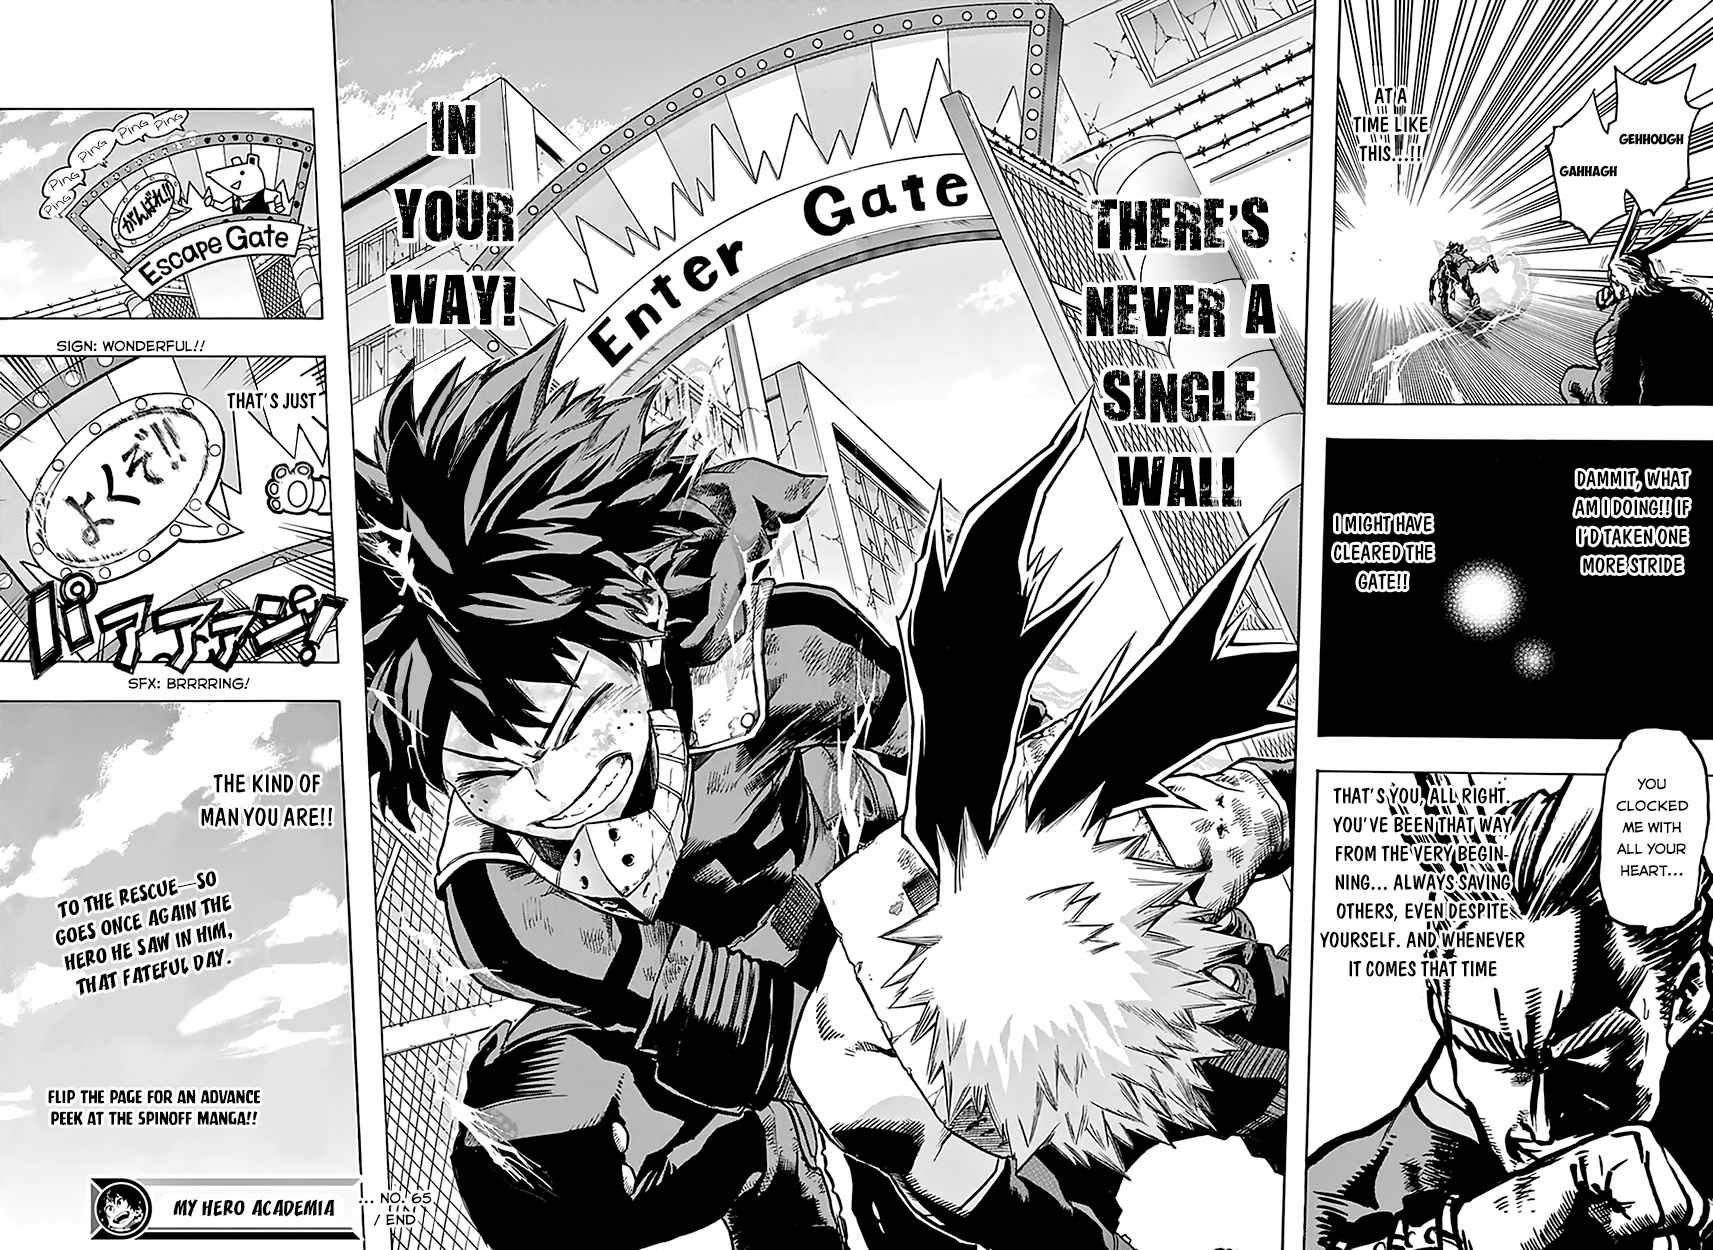 AT A
TIME LIKE
THIS...!!
GEHHOUGH
GAHHAGH
DAMMIT, WHAT
AM I DOING!! IF
I'D TAKEN ONE
MORE STRIDE
I MIGHT HAVE
CLEARED THE
GATE!!
YOU
CLOCKED
ME WITH
ALL YOUR
HEART...
THAT'S YOU, ALL RIGHT.
YOU'VE BEEN THAT WAY
FROM THE VERY BEGIN-
NING... ALWAYS SAVING
OTHERS, EVEN DESPITE
YOURSELF. AND WHENEVER
IT COMES THAT TIME
THERE'S
NEVER A
SINGLE
WALL
IN
YOUR
WAY!
Enter Gate
Ping Ping
Ping
Ping
Ping
がんばれ!!
Escape Gate
SIGN: WONDERFUL!!
THAT'S JUST
よくぞ!!
バァァァン!
SFX: BRRRRING!
THE KIND OF
MAN YOU ARE!!
TO THE RESCUE—SO
GOES ONCE AGAIN THE
HERO HE SAW IN HIM,
THAT FATEFUL DAY.
FLIP THE PAGE FOR AN ADVANCE
PEEK AT THE SPINOFF MANGA!!
MY HERO ACADEMIA
... NO. 65
/ END